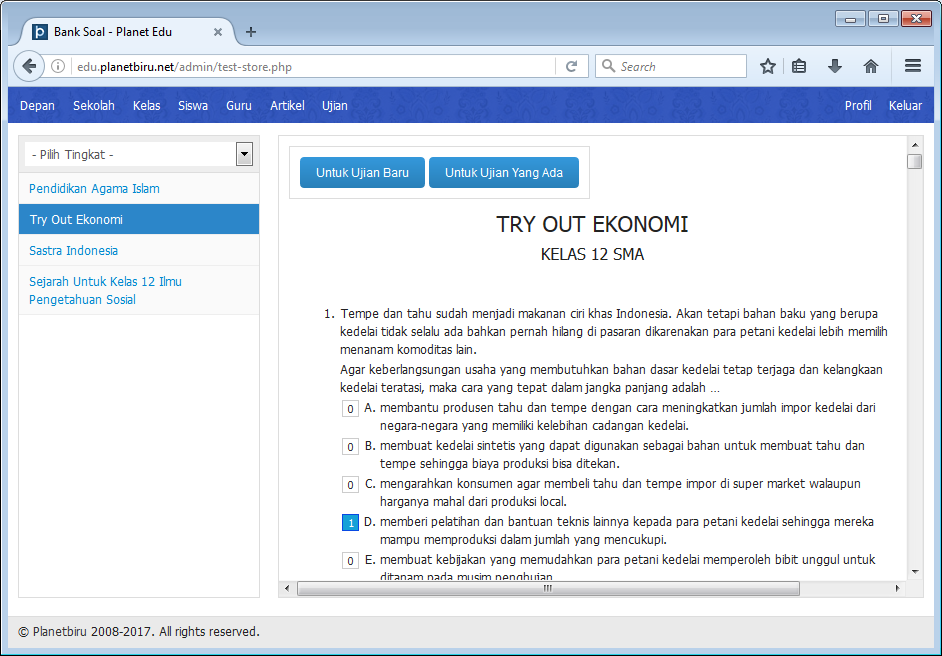 Bank Soal - Planet Edu
edu.planetbiru.net/admin/test-store.php
Search
Depan Sekolah Kelas Siswa Guru Artikel Ujian Profil Keluar
- Pilih Tingkat -
Pendidikan Agama Islam
Try Out Ekonomi
Sastra Indonesia
Sejarah Untuk Kelas 12 Ilmu
Pengetahuan Sosial
Untuk Ujian Baru Untuk Ujian Yang Ada
TRY OUT EKONOMI
KELAS 12 SMA
1. Tempe dan tahu sudah menjadi makanan ciri khas Indonesia. Akan tetapi bahan baku yang berupa
kedelai tidak selalu ada bahkan pernah hilang di pasaran dikarenakan para petani kedelai lebih memilih
menanam komoditas lain.
Agar keberlangsungan usaha yang membutuhkan bahan dasar kedelai tetap terjaga dan kelangkaan
kedelai teratasi, maka cara yang tepat dalam jangka panjang adalah ...
0 A. membantu produsen tahu dan tempe dengan cara meningkatkan jumlah impor kedelai dari
negara-negara yang memiliki kelebihan cadangan kedelai.
0 B. membuat kedelai sintetis yang dapat digunakan sebagai bahan untuk membuat tahu dan
tempe sehingga biaya produksi bisa ditekan.
0 C. mengarahkan konsumen agar membeli tahu dan tempe impor di super market walaupun
harganya mahal dari produksi local.
1 D. memberi pelatihan dan bantuan teknis lainnya kepada para petani kedelai sehingga mereka
mampu memproduksi dalam jumlah yang mencukupi.
0 E. membuat kebijakan yang memudahkan para petani kedelai memperoleh bibit unggul untuk
ditanam pada musim penghujan.
© Planetbiru 2008-2017. All rights reserved.